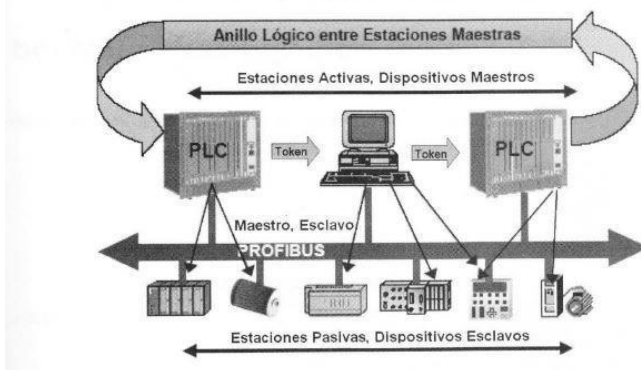 Anillo Lógico entre Estaciones Maestras
Estaciones Activas, Dispositivos Maestros
PLC
Token
Token
PLC
Maestro, Esclavo
PROFIBUS
Estaciones Pasivas, Dispositivos Esclavos